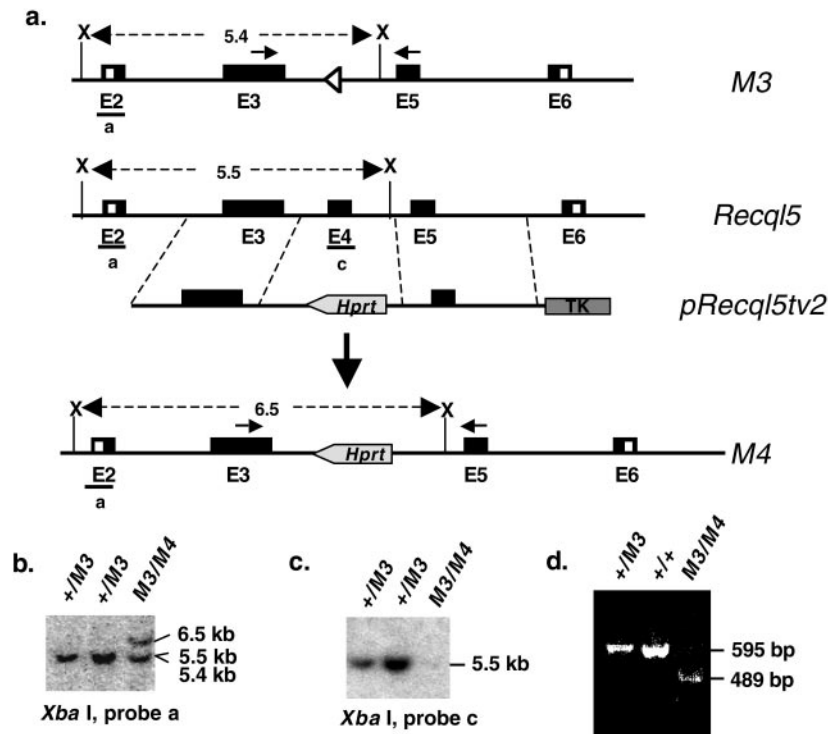 a.
X X
5.4
E2 E3 E5 E6
a
M3
X X
5.5
E2 E3 E4 E5 E6
a c
Recql5
Hprt TK
pRecql5tv2
X X
6.5
Hprt
E2 E3 E5 E6
a
M4
b.
+/M3 +/M3 M3/M4
6.5 kb
5.5 kb
5.4 kb
Xba I, probe a
c.
+/M3 +/M3 M3/M4
5.5 kb
Xba I, probe c
d.
+/M3 +/+ M3/M4
595 bp
489 bp